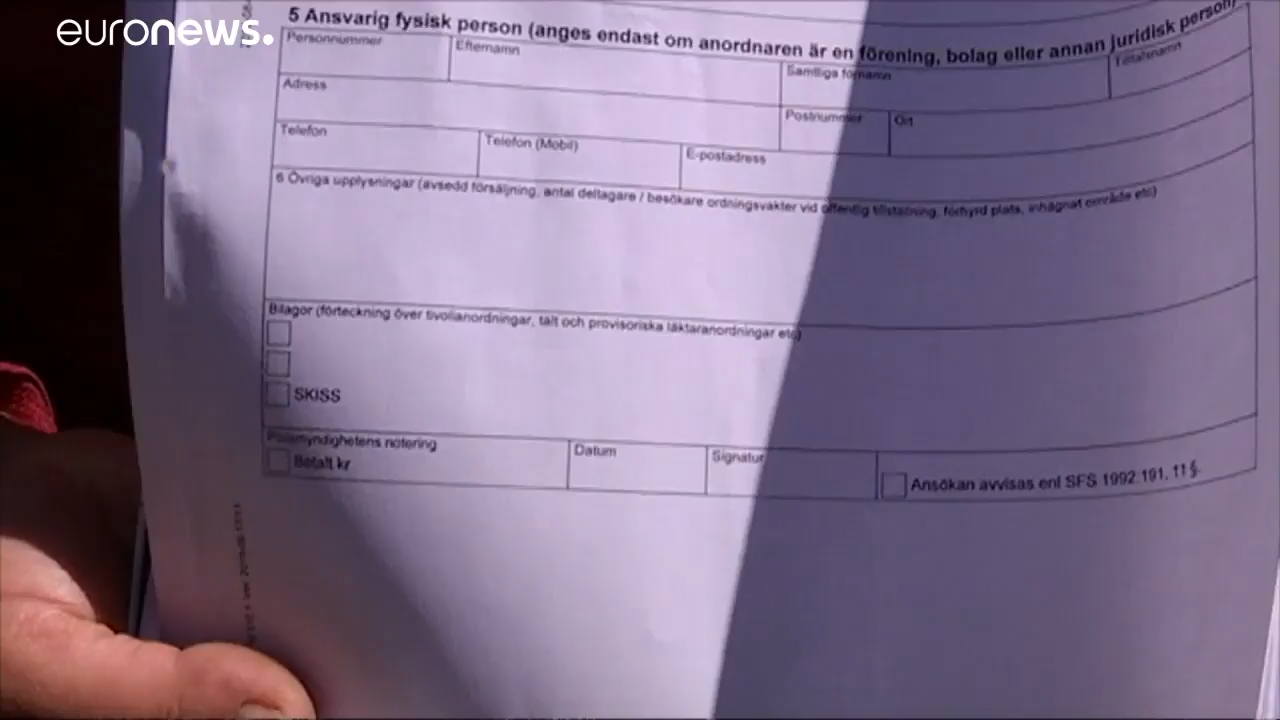 euronews.
5 Ansvarig fysisk person (anges endast om anordnaren är en förening, bolag eller annan juridisk person)
Personnummer Efternamn Samtliga förnamn Tilltalsnamn
Adress Postnummer Ort
Telefon Telefon (Mobil) E-postadress
6 Övriga upplysningar (avsedd försäljning, antal deltagare / besökare ordningsvakter vid offentlig tillställning, förhyrd plats, inhägnat område etc)
Bilagor (förteckning över tivolianordningar, tält och provisoriska läktaranordningar etc)
SKISS
Polismyndighetens notering Datum Signatur
Betalt kr Ansökan avvisas enl SFS 1992:191, 11 §.